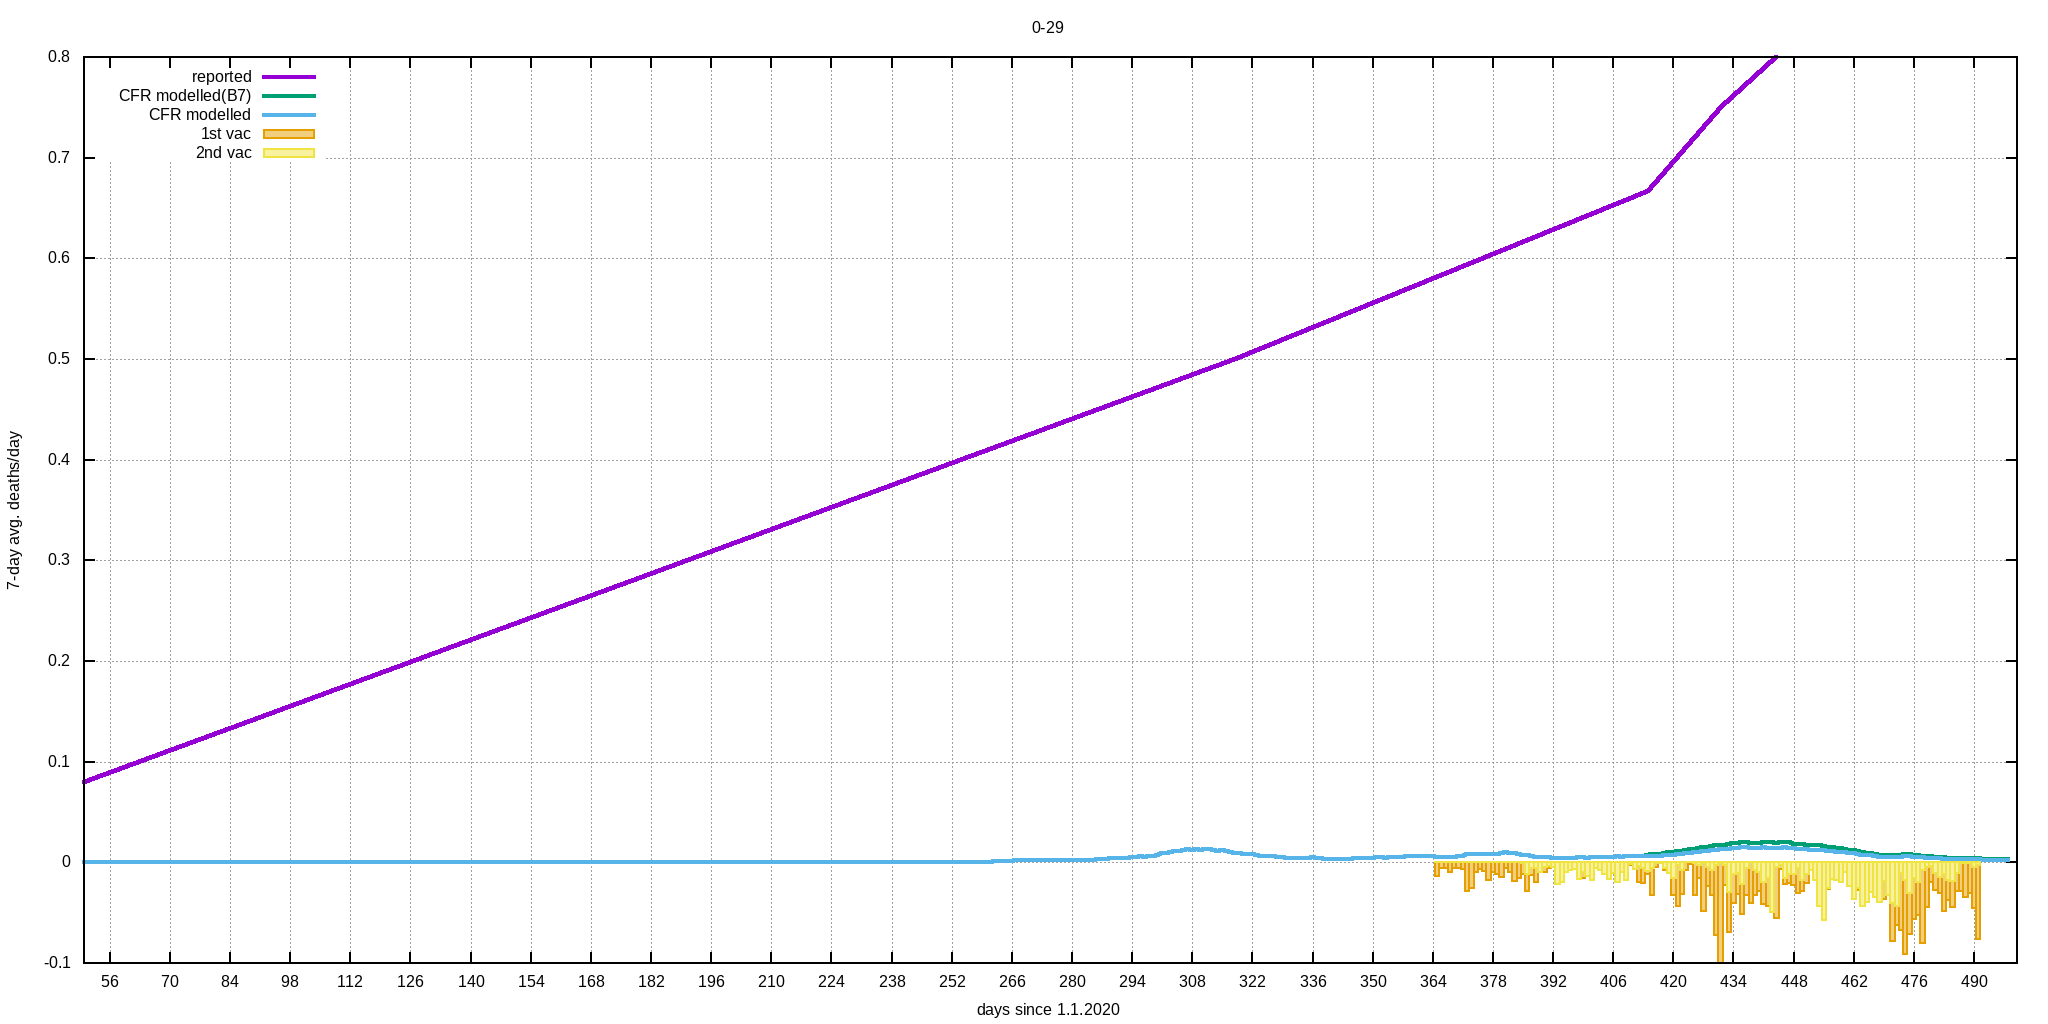 0-29
0.8
reported
CFR modelled(B7)
CFR modelled
1st vac
2nd vac
0.7
0.6
0.5
0.4
0.3
0.2
0.1
0
-0.1
7-day avg. deaths/day
56 70 84 98 112 126 140 154 168 182 196 210 224 238 252 266 280 294 308 322 336 350 364 378 392 406 420 434 448 462 476 490
days since 1.1.2020